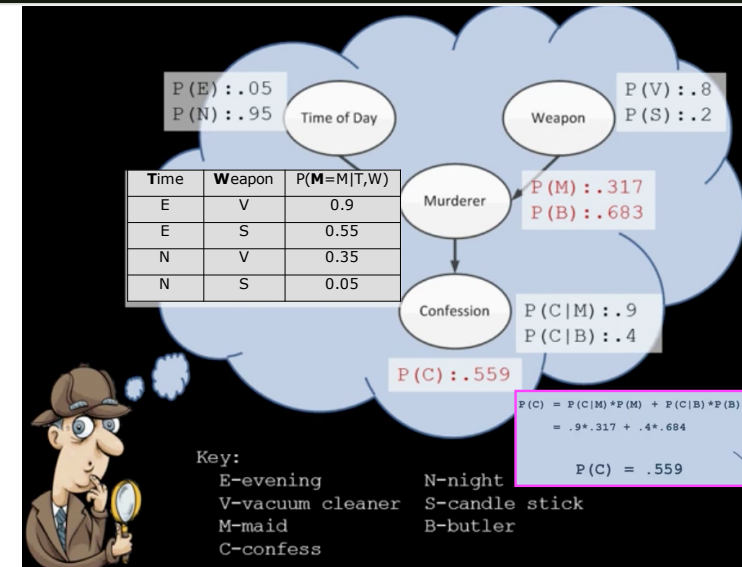 P(E):.05
P(N):.95
Time of Day
Weapon
P(V):.8
P(S):.2
Time Weapon P(M=M|T,W)
E V 0.9
E S 0.55
N V 0.35
N S 0.05
Murderer
P(M):.317
P(B):.683
Confession
P(C|M):.9
P(C|B):.4
P(C):.559
P(C) = P(C|M)*P(M) + P(C|B)*P(B)
= .9*.317 + .4*.684
P(C) = .559
Key:
E-evening N-night
V-vacuum cleaner S-candle stick
M-maid B-butler
C-confess